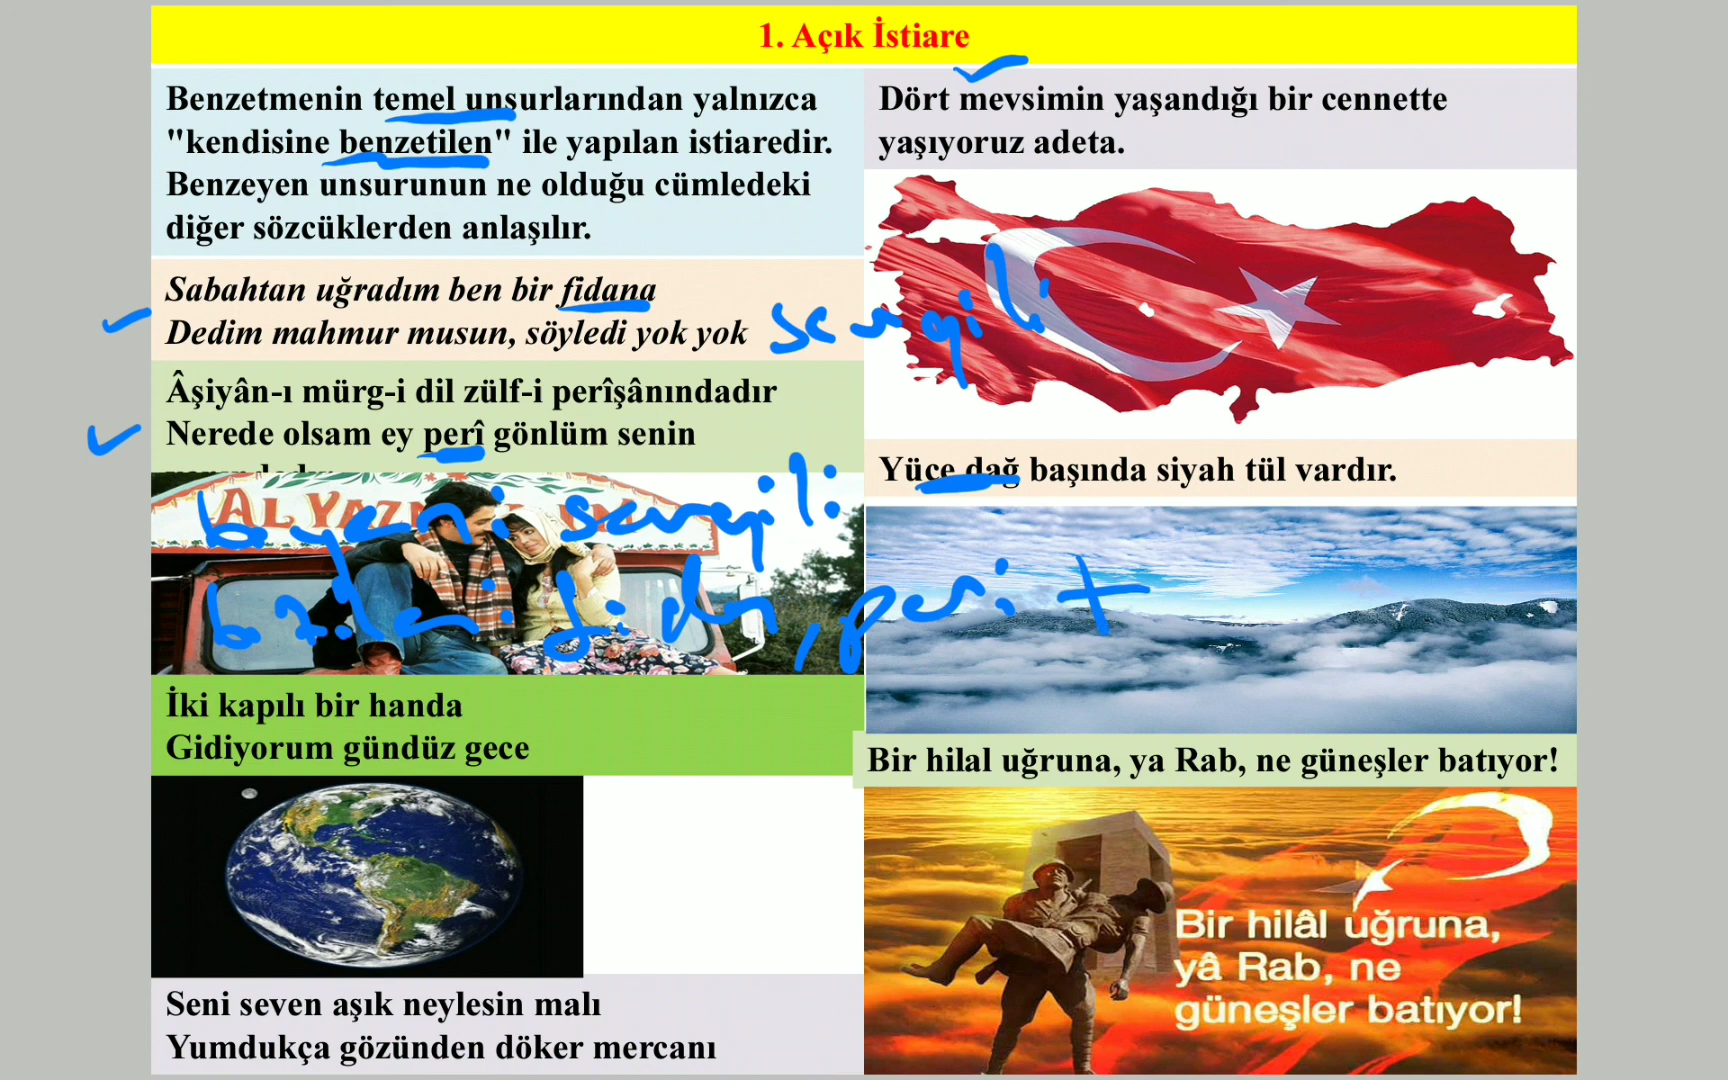 1. Açık İstiare
Benzetmenin temel unsurlarından yalnızca
"kendisine benzetilen" ile yapılan istiaredir.
Benzeyen unsurunun ne olduğu cümledeki
diğer sözcüklerden anlaşılır.
Sabahtan uğradım ben bir fidana
Dedim mahmur musun, söyledi yok yok
sevgili
Âşiyân-ı mürg-i dil zülf-i perîşânındadır
Nerede olsam ey perî gönlüm senin
AL YAZ
sevgili
peri +
İki kapılı bir handa
Gidiyorum gündüz gece
Seni seven aşık neylesin malı
Yumdukça gözünden döker mercanı
Dört mevsimin yaşandığı bir cennette
yaşıyoruz adeta.
Yüce dağ başında siyah tül vardır.
Bir hilal uğruna, ya Rab, ne güneşler batıyor!
Bir hilâl uğruna,
yâ Rab, ne
güneşler batıyor!